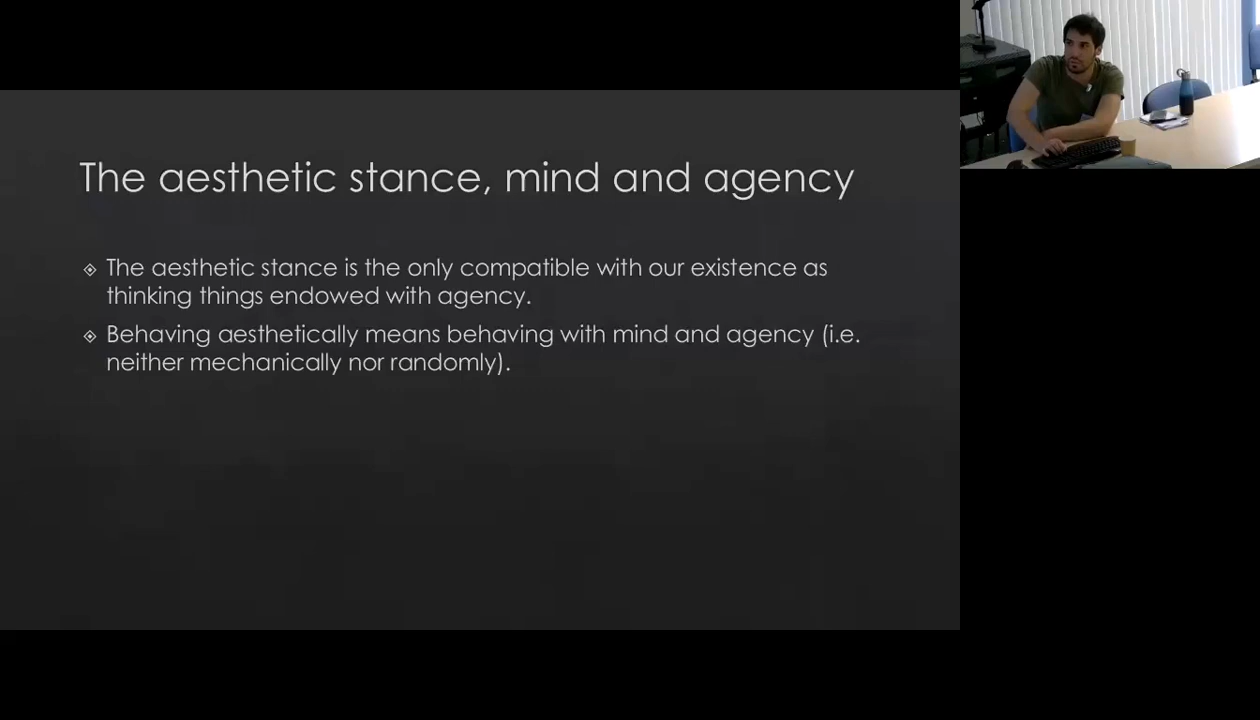 The aesthetic stance, mind and agency
The aesthetic stance is the only compatible with our existence as
thinking things endowed with agency.
Behaving aesthetically means behaving with mind and agency (i.e.
neither mechanically nor randomly).